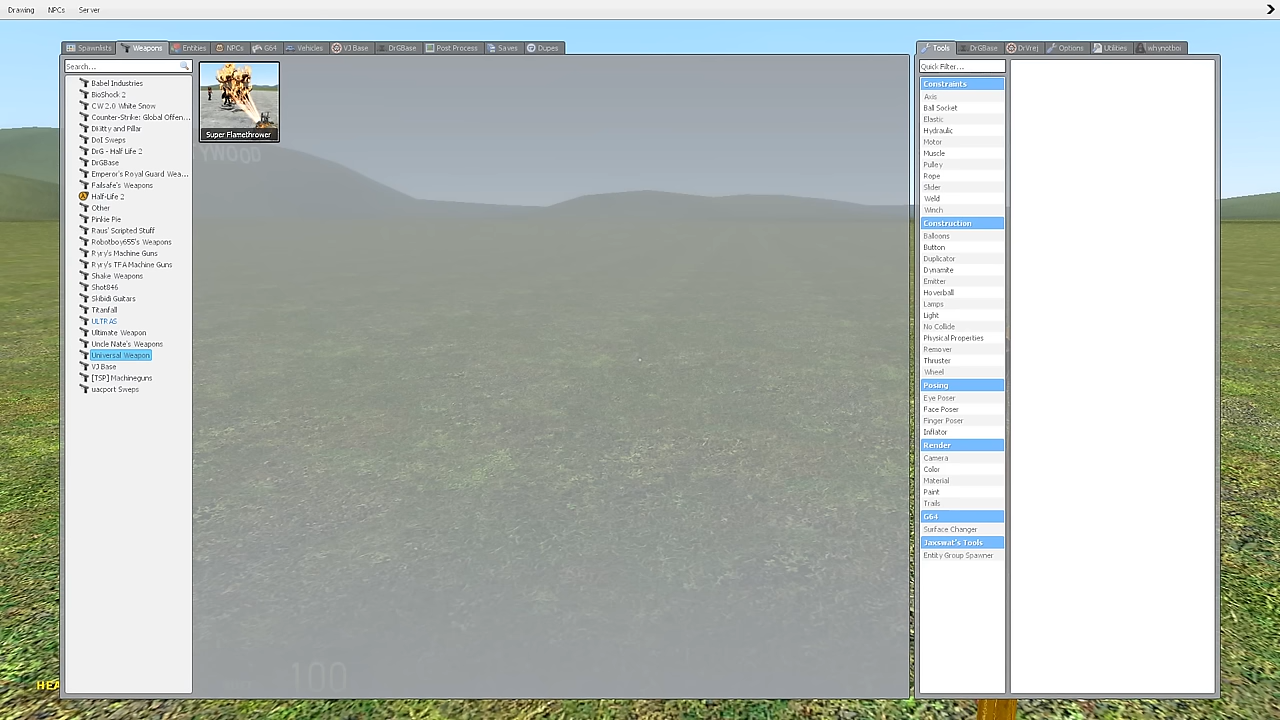 Drawing NPCs Server
Spawnlists Weapons Entities NPCs G64 Vehicles VJ Base DrGBase Post Process Saves Dupes
Search...
Babel Industries
BioShock 2
CW 2.0 White Snow
Counter-Strike: Global Offen...
Dkitty and Pillar
DoI Sweps
DrG - Half Life 2
DrGBase
Emperor's Royal Guard Wea...
Failsafe's Weapons
Half-Life 2
Other
Pinkie Pie
Raus' Scripted Stuff
Robotboy655's Weapons
Ryry's Machine Guns
Ryry's TFA Machine Guns
Shake Weapons
Shot846
Skibidi Guitars
Titanfall
ULTRAS
Ultimate Weapon
Uncle Nate's Weapons
Universal Weapon
VJ Base
[TSP] Machineguns
uacport Sweps
Super Flamethrower
YWOOD
100
HEA
Tools DrGBase DrVrej Options Utilities whynotboi
Quick Filter...
Constraints
Axis
Ball Socket
Elastic
Hydraulic
Motor
Muscle
Pulley
Rope
Slider
Weld
Winch
Construction
Balloons
Button
Duplicator
Dynamite
Emitter
Hoverball
Lamps
Light
No Collide
Physical Properties
Remover
Thruster
Wheel
Posing
Eye Poser
Face Poser
Finger Poser
Inflator
Render
Camera
Color
Material
Paint
Trails
G64
Surface Changer
Jaxswat's Tools
Entity Group Spawner